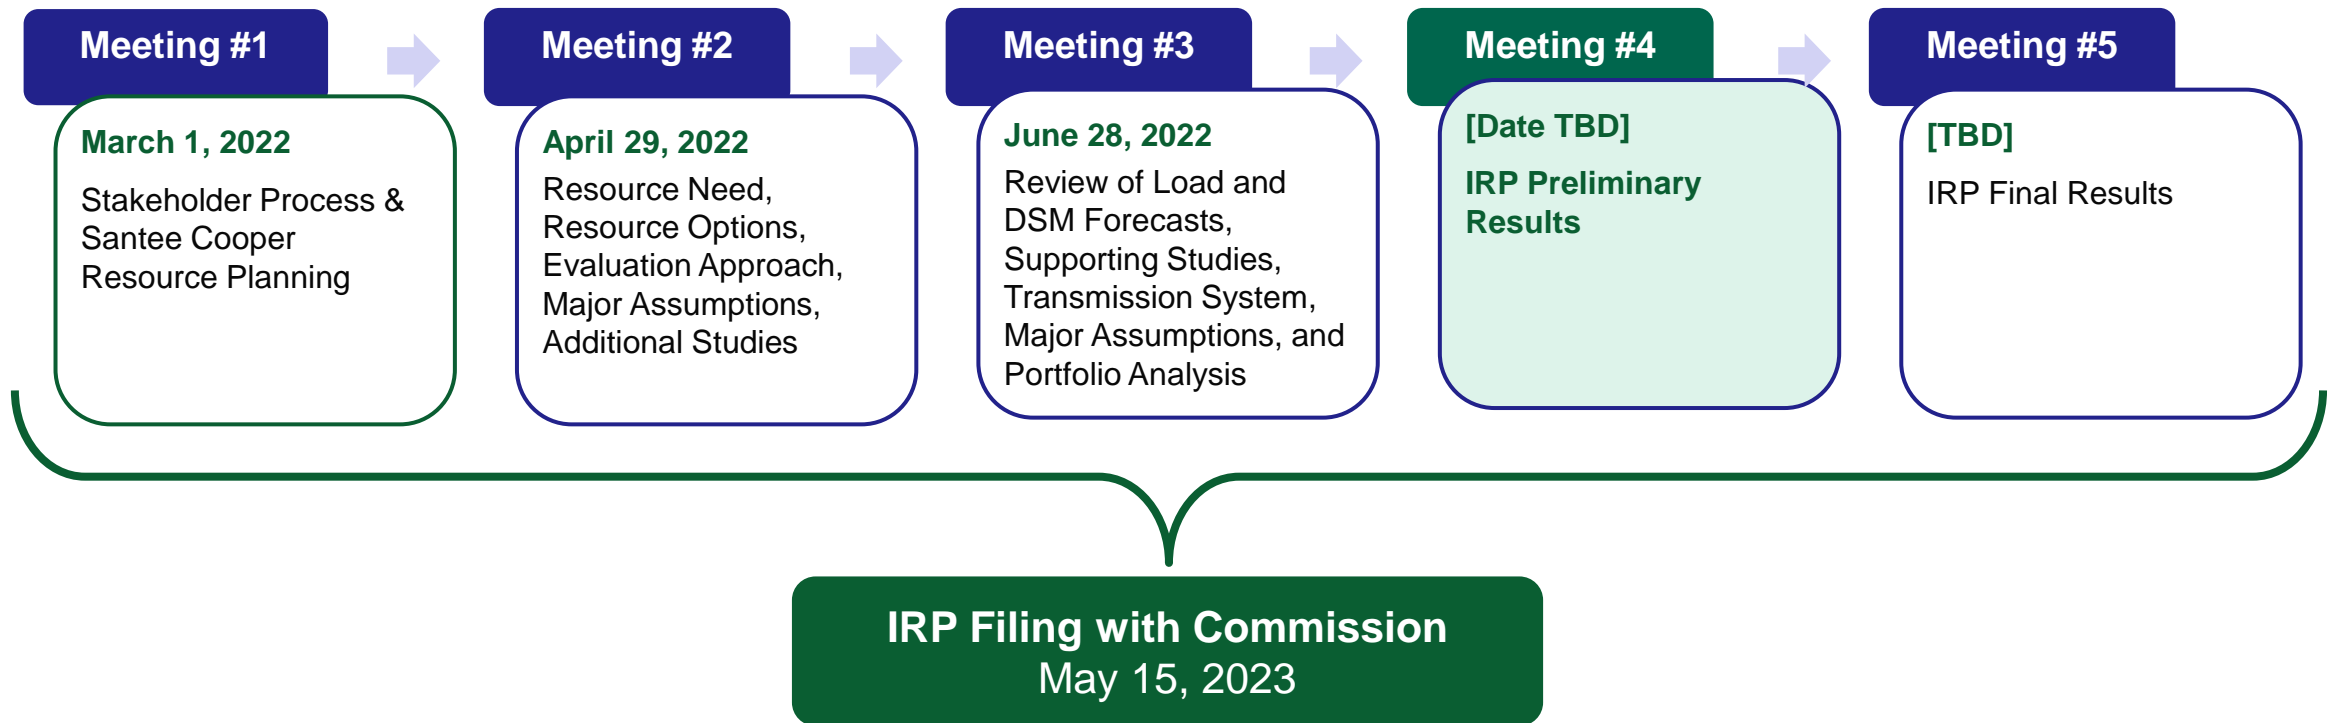 Meeting #1
March 1, 2022
Stakeholder Process &
Santee Cooper
Resource Planning
Meeting #2
April 29, 2022
Resource Need,
Resource Options,
Evaluation Approach,
Major Assumptions,
Additional Studies
Meeting #3
June 28, 2022
Review of Load and
DSM Forecasts,
Supporting Studies,
Transmission System,
Major Assumptions, and
Portfolio Analysis
Meeting #4
[Date TBD]
IRP Preliminary
Results
Meeting #5
[TBD]
IRP Final Results
IRP Filing with Commission
May 15, 2023